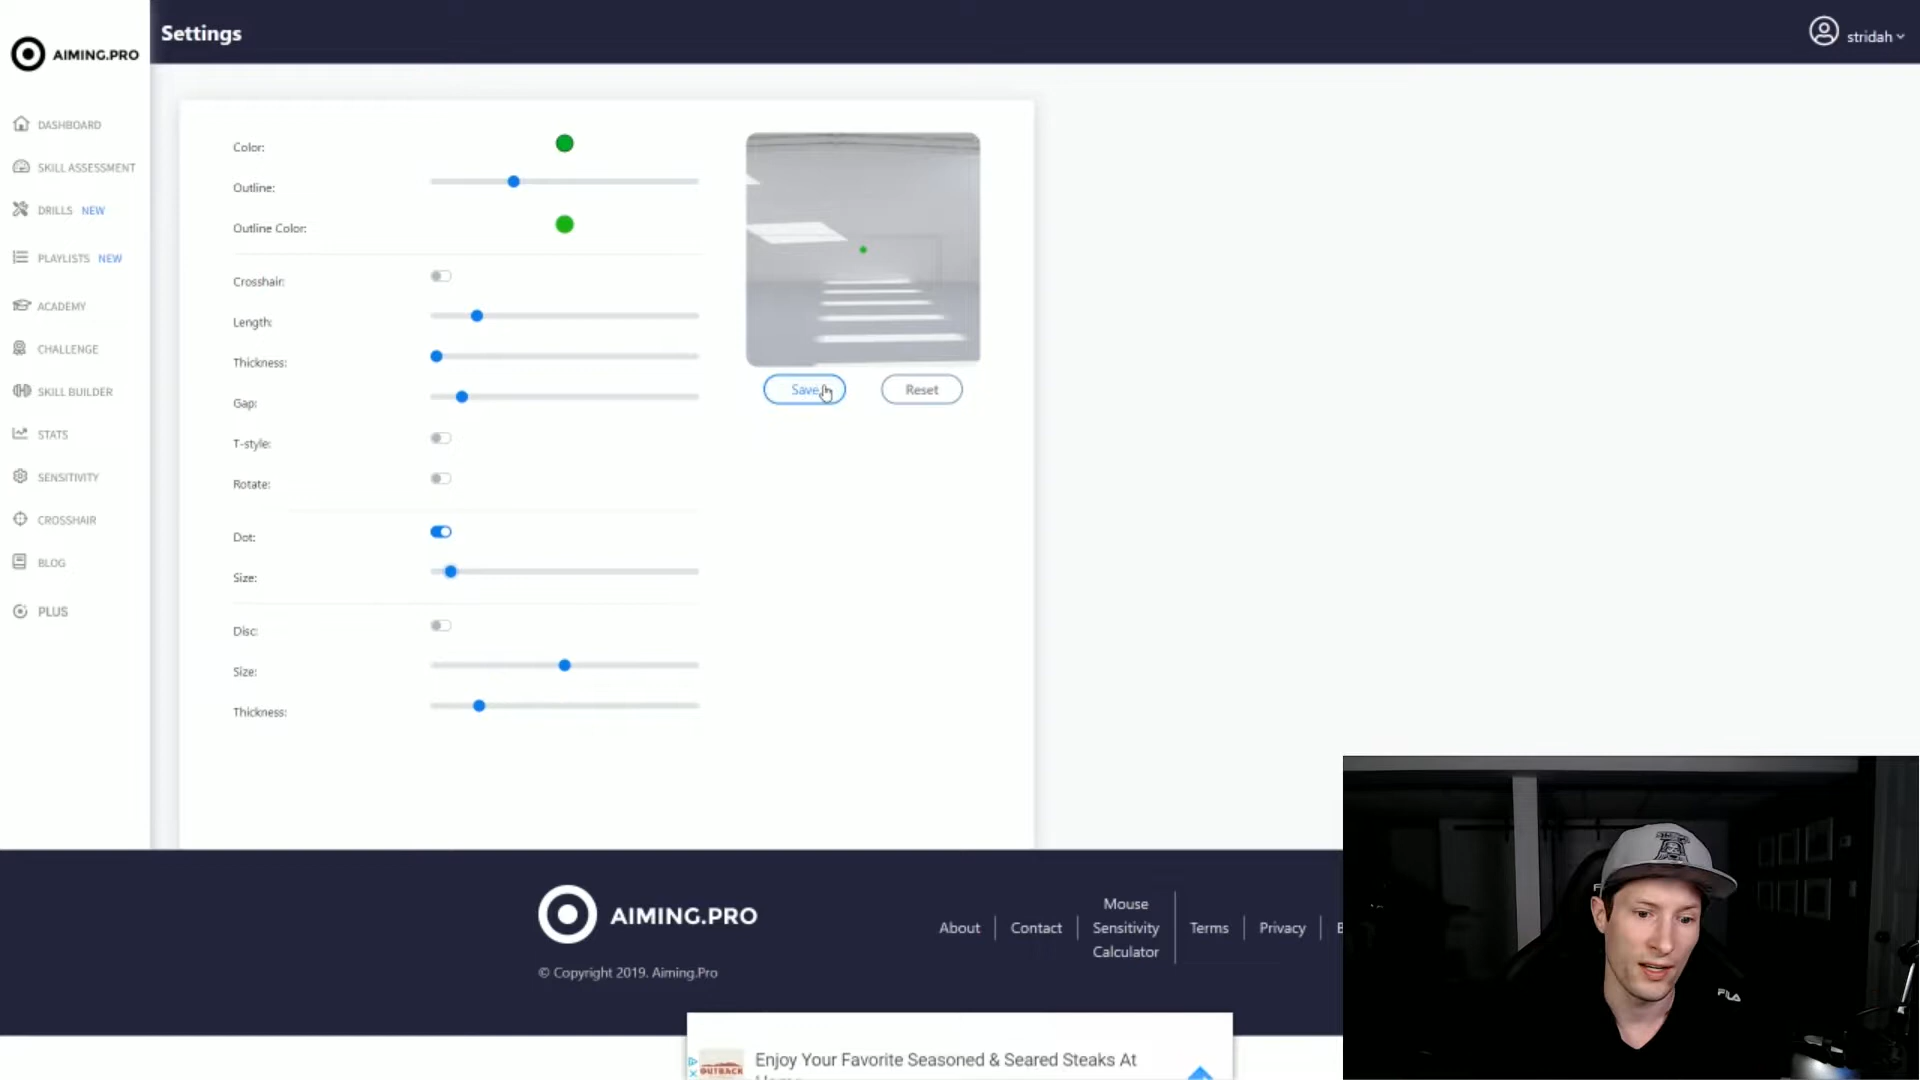 AIMING.PRO
Settings
stridah
DASHBOARD
SKILL ASSESSMENT
DRILLS NEW
PLAYLISTS NEW
ACADEMY
CHALLENGE
SKILL BUILDER
STATS
SENSITIVITY
CROSSHAIR
BLOG
PLUS
Color:
Outline:
Outline Color:
Crosshair:
Length:
Thickness:
Gap:
T-style:
Rotate:
Dot:
Size:
Disc:
Size:
Thickness:
Save
Reset
AIMING.PRO
© Copyright 2019. Aiming.Pro
About
Contact
Mouse
Sensitivity
Calculator
Terms
Privacy
OUTBACK
Enjoy Your Favorite Seasoned & Seared Steaks At
FILA